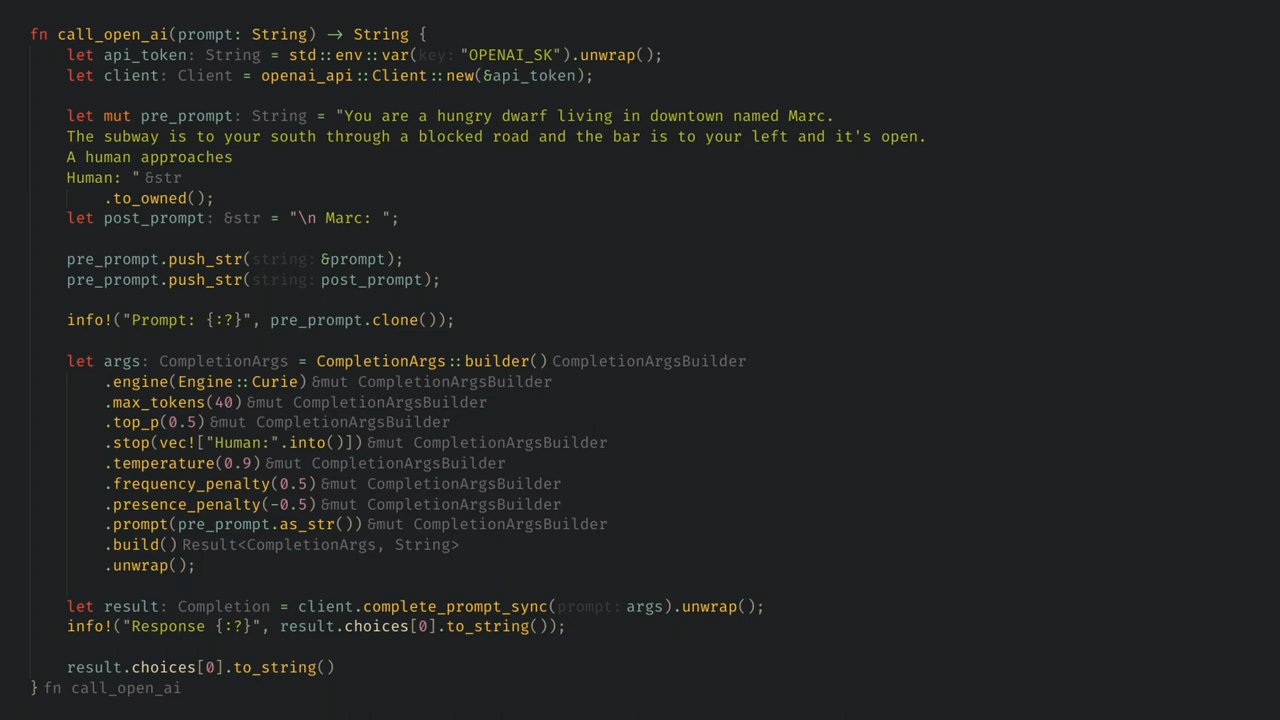 fn call_open_ai(prompt: String) → String {
let api_token: String = std::env::var(key: "OPENAI_SK").unwrap();
let client: Client = openai_api::Client::new(&api_token);
let mut pre_prompt: String = "You are a hungry dwarf living in downtown named Marc.
The subway is to your south through a blocked road and the bar is to your left and it's open.
A human approaches
Human: " &str
.to_owned();
let post_prompt: &str = "\n Marc: ";
pre_prompt.push_str(string: &prompt);
pre_prompt.push_str(string: post_prompt);
info!("Prompt: {:?}", pre_prompt.clone());
let args: CompletionArgs = CompletionArgs::builder() CompletionArgsBuilder
.engine(Engine::Curie) &mut CompletionArgsBuilder
.max_tokens(40) &mut CompletionArgsBuilder
.top_p(0.5) &mut CompletionArgsBuilder
.stop(vec!["Human:".into()]) &mut CompletionArgsBuilder
.temperature(0.9) &mut CompletionArgsBuilder
.frequency_penalty(0.5) &mut CompletionArgsBuilder
.presence_penalty(-0.5) &mut CompletionArgsBuilder
.prompt(pre_prompt.as_str()) &mut CompletionArgsBuilder
.build() Result<CompletionArgs, String>
.unwrap();
let result: Completion = client.complete_prompt_sync(prompt: args).unwrap();
info!("Response {:?}", result.choices[0].to_string());
result.choices[0].to_string()
} fn call_open_ai